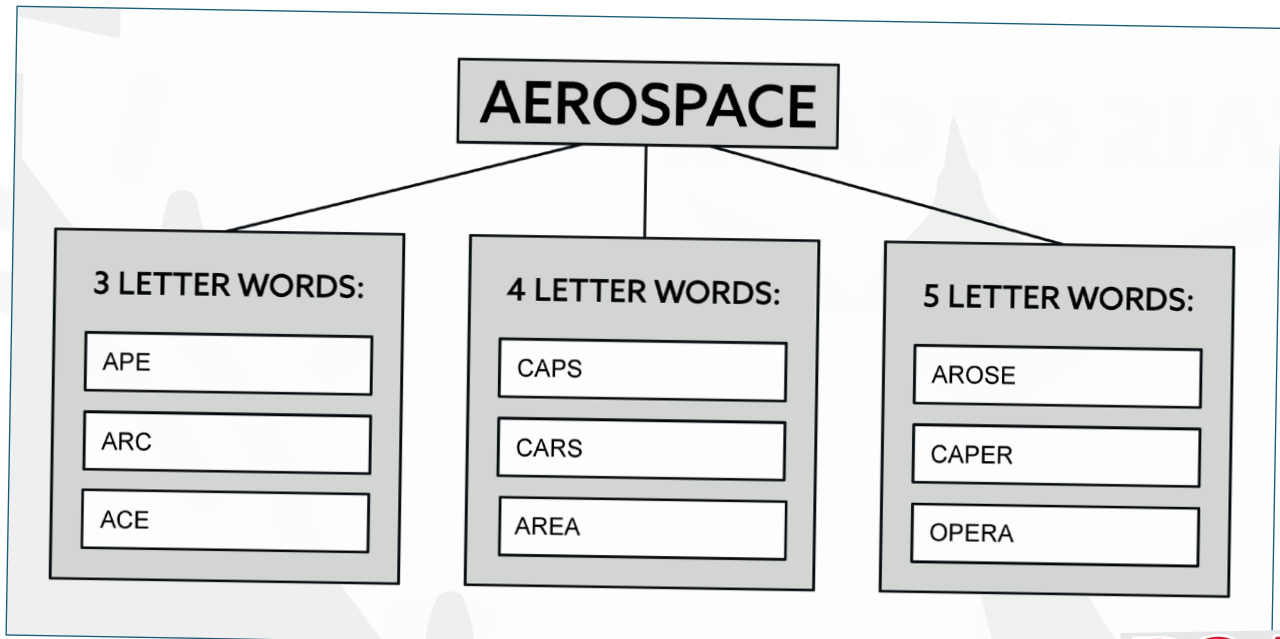 AEROSPACE
3 LETTER WORDS:
APE
ARC
ACE
4 LETTER WORDS:
CAPS
CARS
AREA
5 LETTER WORDS:
AROSE
CAPER
OPERA